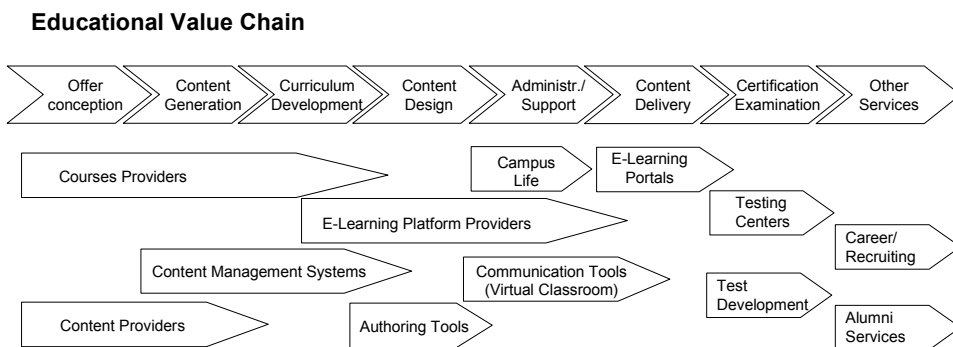 Educational Value Chain
Offer
conception
Content
Generation
Curriculum
Development
Content
Design
Administr./
Support
Content
Delivery
Certification
Examination
Other
Services
Courses Providers
Campus
Life
E-Learning
Portals
E-Learning Platform Providers
Testing
Centers
Career/
Recruiting
Content Management Systems
Communication Tools
(Virtual Classroom)
Test
Development
Content Providers
Authoring Tools
Alumni
Services